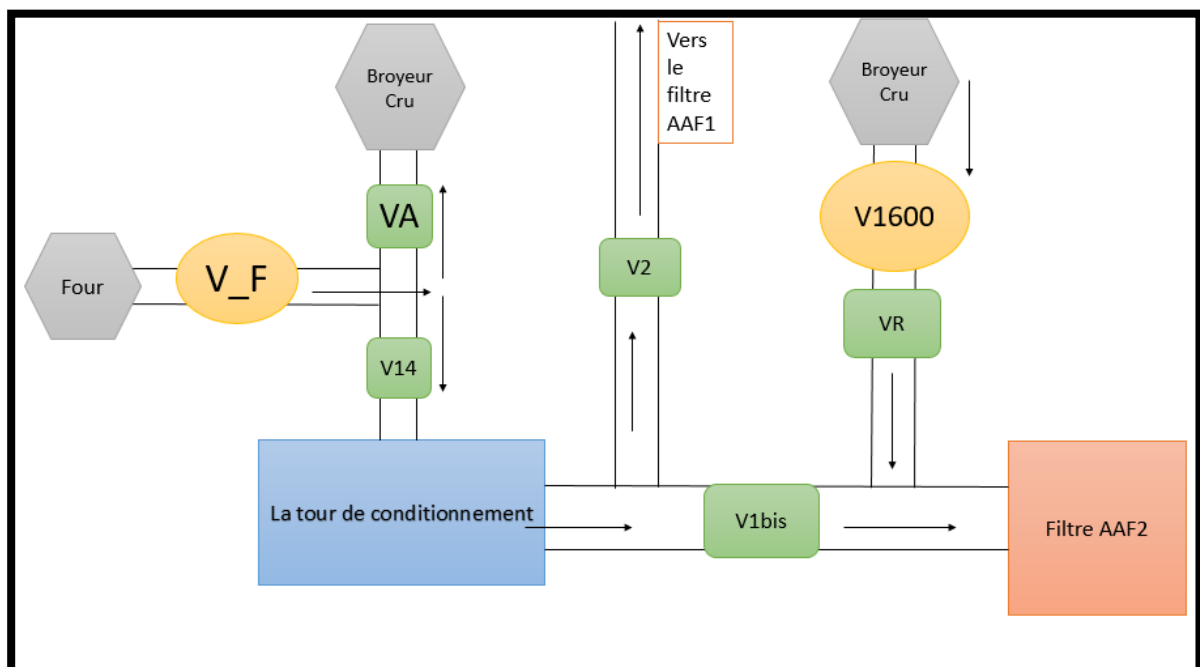 Broyeur
Cru
Vers
le
filtre
AAF1
Broyeur
Cru
VA
V1600
V2
Four
V_F
VR
V14
La tour de conditionnement
V1bis
Filtre AAF2